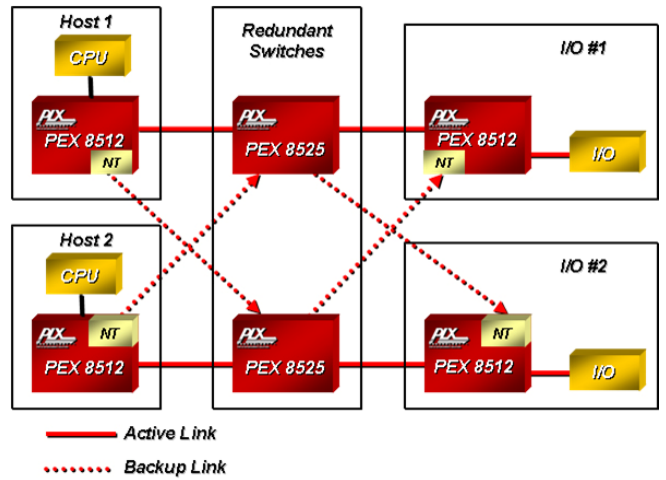 Host 1
CPU
PLX
PEX 8512
NT
Redundant
Switches
PLX
PEX 8525
I/O #1
PLX
PEX 8512
NT
I/O
Host 2
CPU
PLX
PEX 8512
NT
PLX
PEX 8525
I/O #2
PLX
PEX 8512
NT
I/O
Active Link
Backup Link